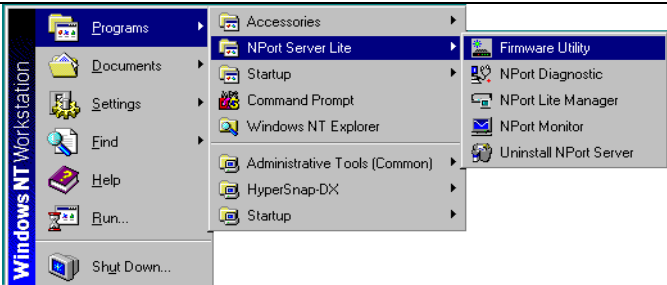 Windows NT Workstation
Programs
Documents
Settings
Find
Help
Run...
Shut Down...
Accessories
NPort Server Lite
Startup
Command Prompt
Windows NT Explorer
Administrative Tools (Common)
HyperSnap-DX
Startup
Firmware Utility
NPort Diagnostic
NPort Lite Manager
NPort Monitor
Uninstall NPort Server